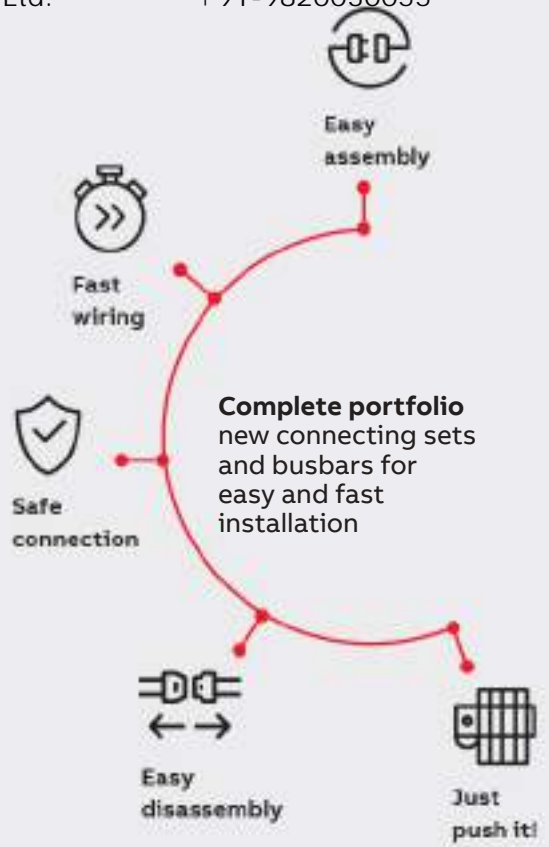 Ltd.
Easy
assembly
Fast
wiring
Complete portfolio
new connecting sets
and busbars for
easy and fast
installation
Safe
connection
Easy
disassembly
Just
push it!